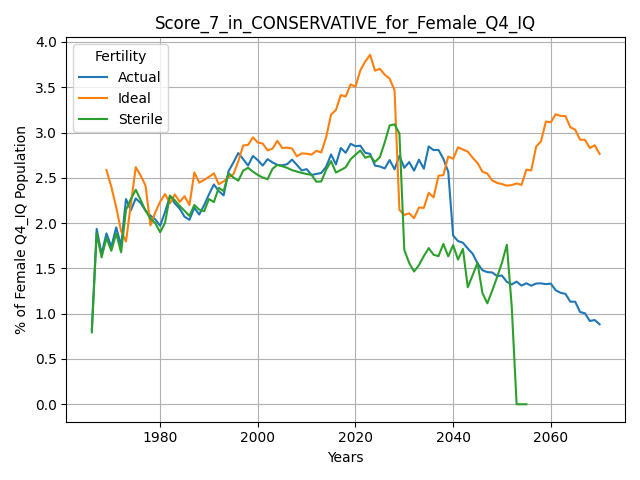 Score_7_in_CONSERVATIVE_for_Female_Q4_IQ
4.0
3.5
3.0
2.5
2.0
1.5
1.0
0.5
0.0
% of Female Q4_IQ Population
Fertility
Actual
Ideal
Sterile
1980
2000
2020
2040
2060
Years